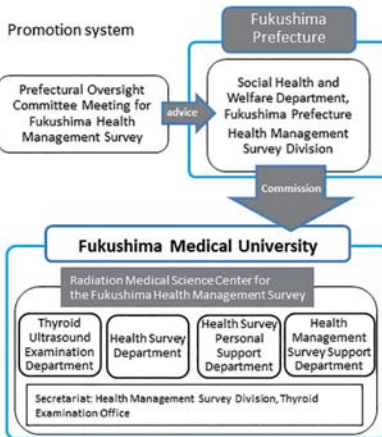 Promotion system
Fukushima
Prefecture
Prefectural Oversight
Committee Meeting for
Fukushima Health
Management Survey
advice
Social Health and
Welfare Department,
Fukushima Prefecture
Health Management
Survey Division
Commission
Fukushima Medical University
Radiation Medical Science Center for
the Fukushima Health Management Survey
Thyroid
Ultrasound
Examination
Department
Health Survey
Department
Health Survey
Personal
Support
Department
Health
Management
Survey Support
Department
Secretariat: Health Management Survey Division, Thyroid
Examination Office